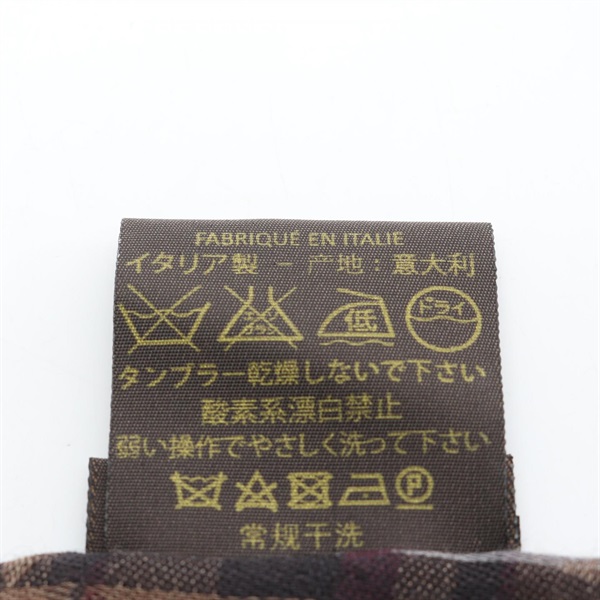 FABRIQUÉ EN ITALIE
イタリア製 - 产地：意大利
低 ドライ
タンブラー乾燥しないで下さい
酸素系漂白禁止
弱い操作でやさしく洗って下さい
P
常规干洗